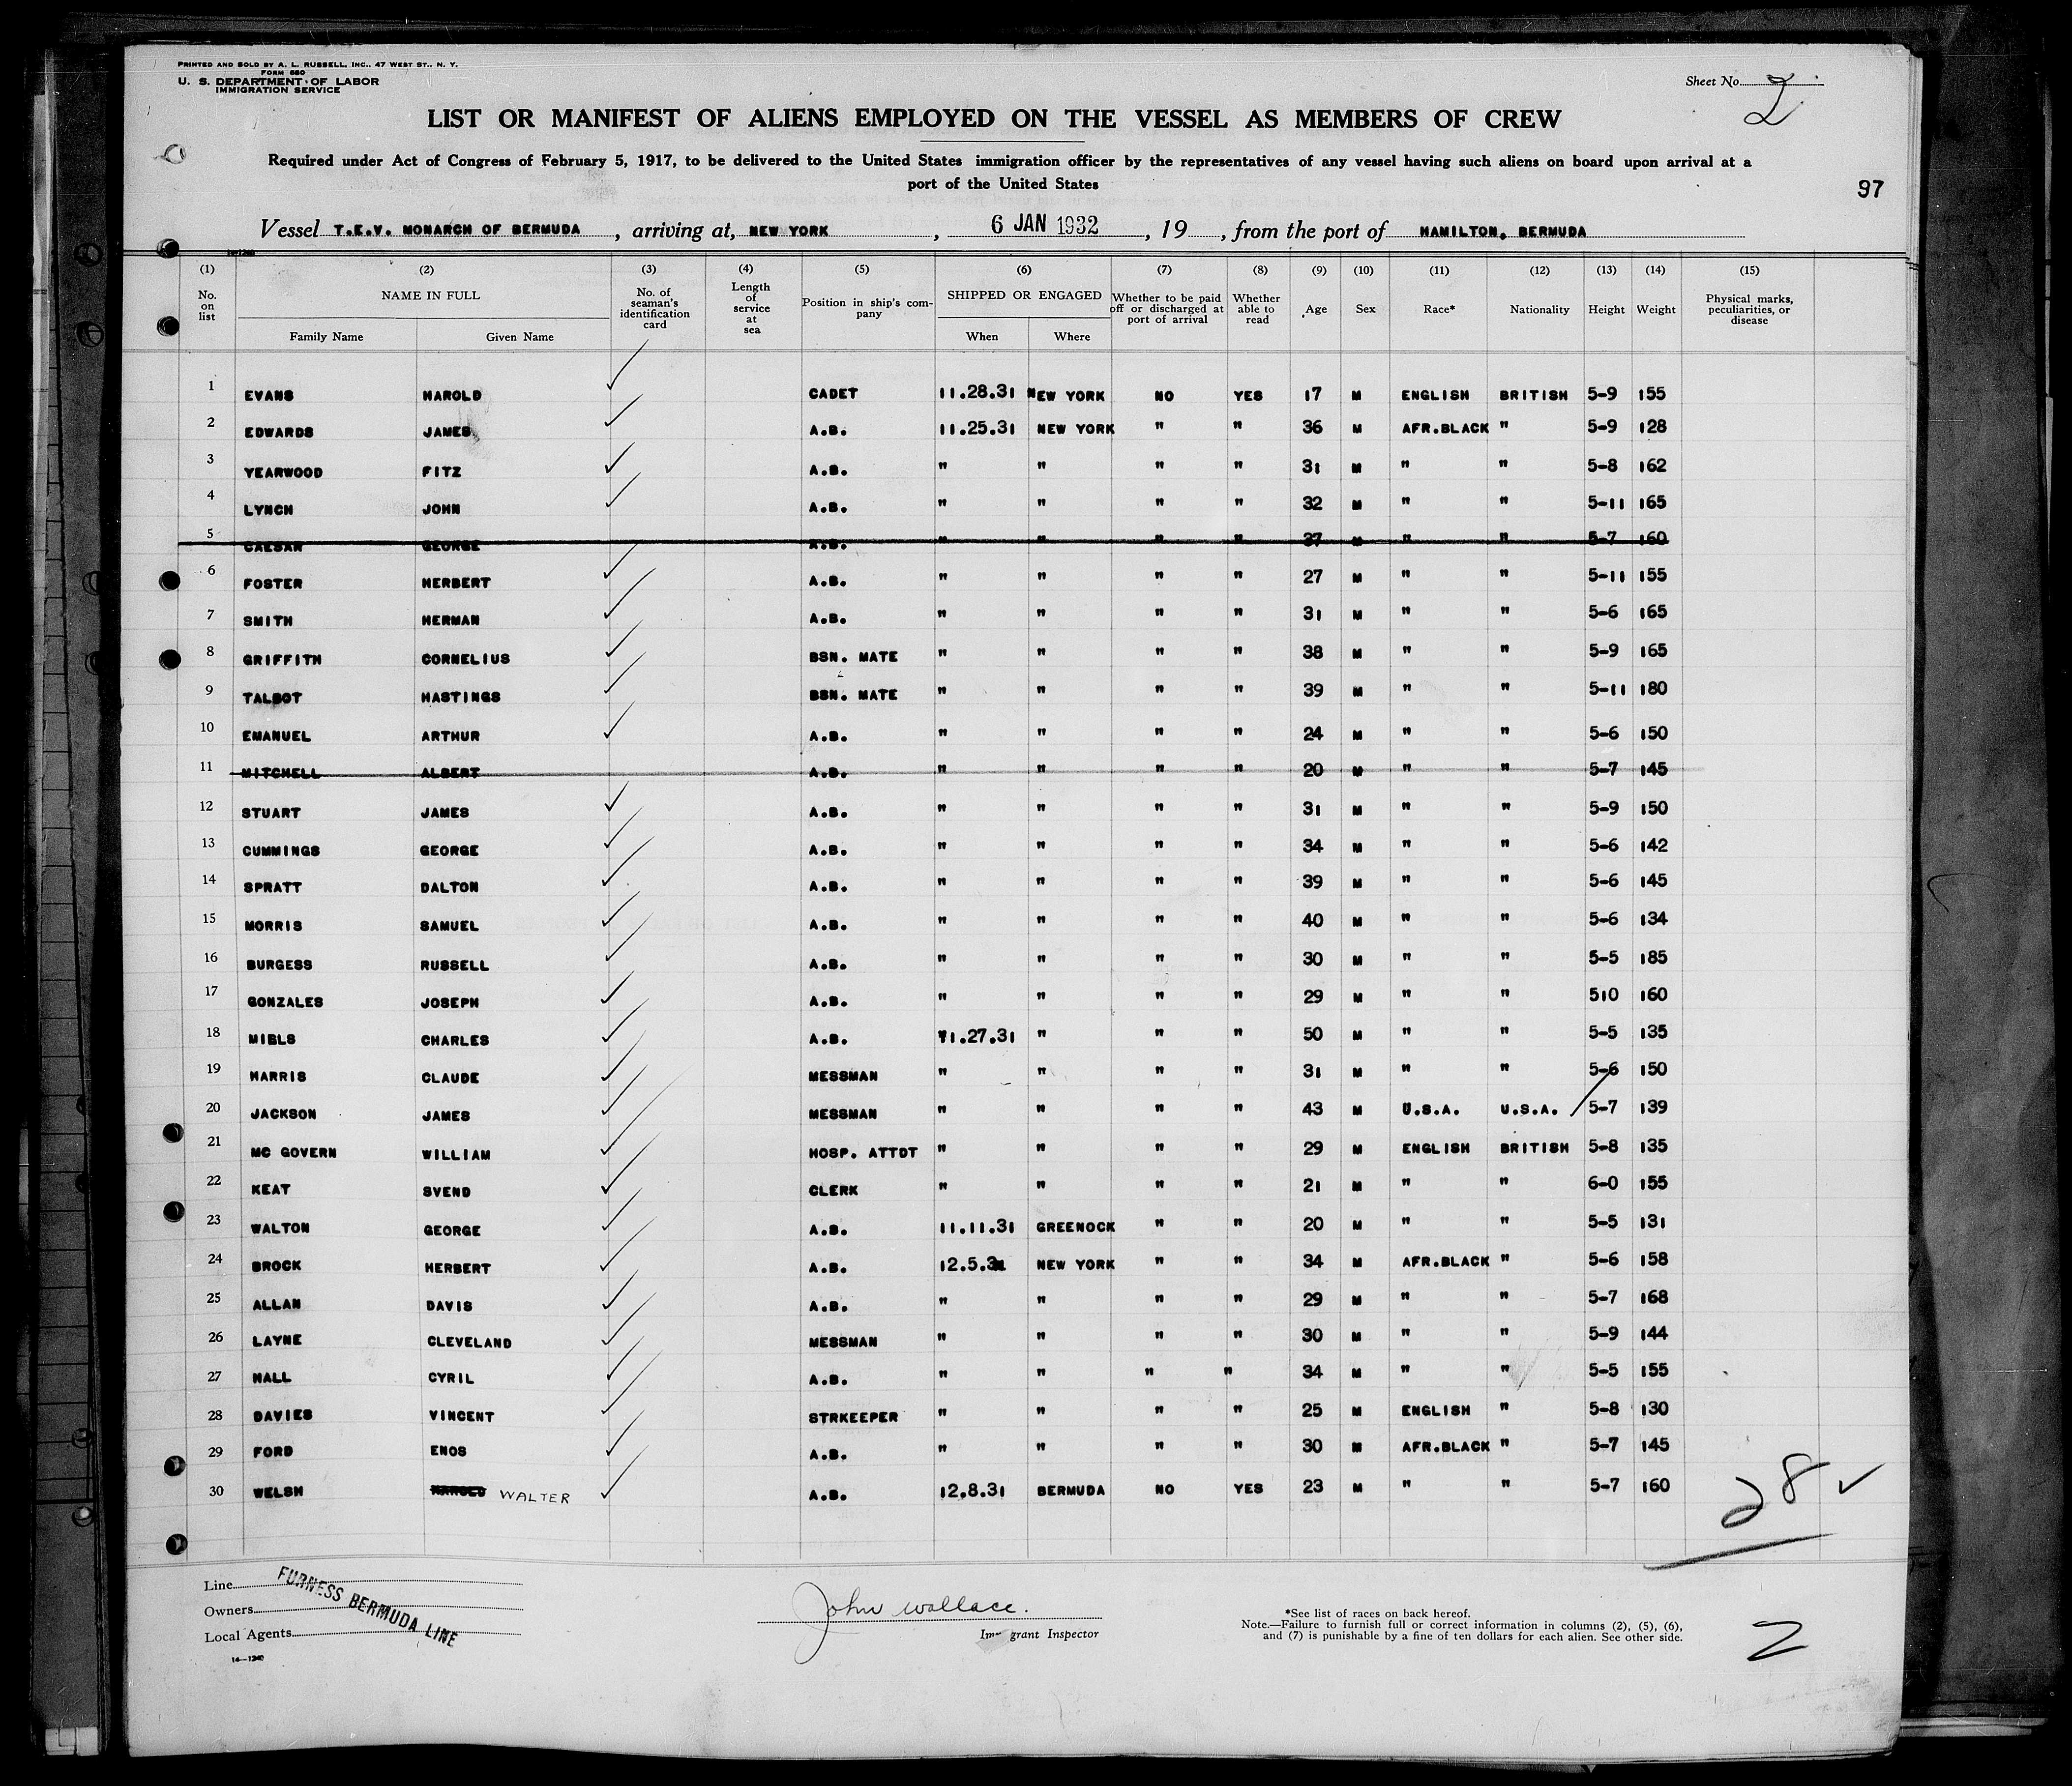 PRINTED AND SOLD BY A. L. RUSSELL, INC., 47 WEST ST., N. Y.
FORM 680
U. S. DEPARTMENT OF LABOR
IMMIGRATION SERVICE
Sheet No. 2
LIST OR MANIFEST OF ALIENS EMPLOYED ON THE VESSEL AS MEMBERS OF CREW
Required under Act of Congress of February 5, 1917, to be delivered to the United States immigration officer by the representatives of any vessel having such aliens on board upon arrival at a
port of the United States
97
Vessel T.E.V. MONARCH OF BERMUDA, arriving at, NEW YORK, 6 JAN 1932, 19, from the port of HAMILTON, BERMUDA
14-1240
(1) (2) (3) (4) (5) (6) (7) (8) (9) (10) (11) (12) (13) (14) (15)
No. on list NAME IN FULL Family Name Given Name No. of seaman's identification card Length of service at sea Position in ship's company SHIPPED OR ENGAGED When Where Whether to be paid off or discharged at port of arrival Whether able to read Age Sex Race* Nationality Height Weight Physical marks, peculiarities, or disease
1 EVANS HAROLD CADET 11.28.31 NEW YORK NO YES 17 M ENGLISH BRITISH 5-9 155
2 EDWARDS JAMES A.B. 11.25.31 NEW YORK " " 36 M AFR.BLACK " 5-9 128
3 YEARWOOD FITZ A.B. " " " " 31 M " " 5-8 162
4 LYNCH JOHN A.B. " " " " 32 M " " 5-11 165
5 CAESAR GEORGE A.B. " " " " 37 M " " 5-7 160
6 FOSTER HERBERT A.B. " " " " 27 M " " 5-11 155
7 SMITH HERMAN A.B. " " " " 31 M " " 5-6 165
8 GRIFFITH CORNELIUS BSN. MATE " " " " 38 M " " 5-9 165
9 TALBOT HASTINGS BSN. MATE " " " " 39 M " " 5-11 180
10 EMANUEL ARTHUR A.B. " " " " 24 M " " 5-6 150
11 MITCHELL ALBERT A.B. " " " " 20 M " " 5-7 145
12 STUART JAMES A.B. " " " " 31 M " " 5-9 150
13 CUMMINGS GEORGE A.B. " " " " 34 M " " 5-6 142
14 SPRATT DALTON A.B. " " " " 39 M " " 5-6 145
15 MORRIS SAMUEL A.B. " " " " 40 M " " 5-6 134
16 BURGESS RUSSELL A.B. " " " " 30 M " " 5-5 185
17 GONZALES JOSEPH A.B. " " " " 29 M " " 510 160
18 MIELS CHARLES A.B. 11.27.31 " " " 50 M " " 5-5 135
19 HARRIS CLAUDE MESSMAN " " " " 31 M " " 5-6 150
20 JACKSON JAMES MESSMAN " " " " 43 M U.S.A. U.S.A. 5-7 139
21 MC GOVERN WILLIAM HOSP. ATTDT " " " " 29 M ENGLISH BRITISH 5-8 135
22 KEAT SVEND CLERK " " " " 21 M " " 6-0 155
23 WALTON GEORGE A.B. 11.11.31 GREENOCK " " 20 M " " 5-5 131
24 BROCK HERBERT A.B. 12.5.31 NEW YORK " " 34 M AFR.BLACK " 5-6 158
25 ALLAN DAVIS A.B. " " " " 29 M " " 5-7 168
26 LAYNE CLEVELAND MESSMAN " " " " 30 M " " 5-9 144
27 HALL CYRIL A.B. " " " " 34 M " " 5-5 155
28 DAVIES VINCENT STRKEEPER " " " " 25 M ENGLISH " 5-8 130
29 FORD ENOS A.B. " " " " 30 M AFR.BLACK " 5-7 145
30 WELSH HAROLD WALTER A.B. 12.8.31 BERMUDA NO YES 23 M " " 5-7 160
28 ✓
Line
Owners
Local Agents
FURNESS BERMUDA LINE
14-1240
John Wallace.
Immigrant Inspector
*See list of races on back hereof.
Note.—Failure to furnish full or correct information in columns (2), (5), (6),
and (7) is punishable by a fine of ten dollars for each alien. See other side.
2